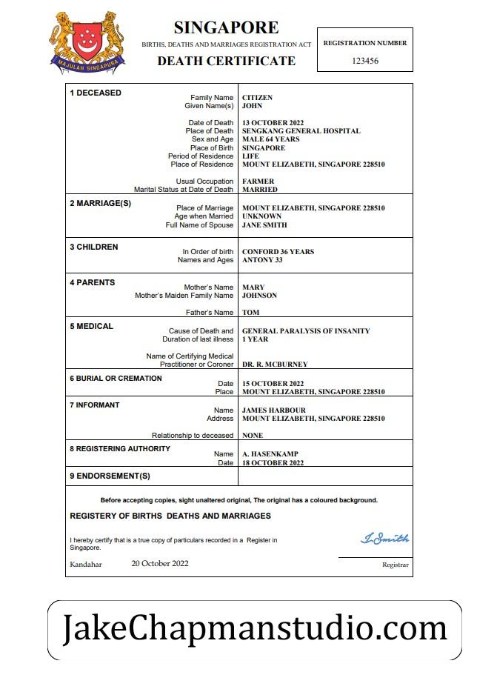 MAJULAH SINGAPURA
SINGAPORE
BIRTHS, DEATHS AND MARRIAGES REGISTRATION ACT
DEATH CERTIFICATE
REGISTRATION NUMBER
123456
1 DECEASED
Family Name CITIZEN
Given Name(s) JOHN
Date of Death 13 OCTOBER 2022
Place of Death SENGKANG GENERAL HOSPITAL
Sex and Age MALE 64 YEARS
Place of Birth SINGAPORE
Period of Residence LIFE
Place of Residence MOUNT ELIZABETH, SINGAPORE 228510
Usual Occupation FARMER
Marital Status at Date of Death MARRIED
2 MARRIAGE(S)
Place of Marriage MOUNT ELIZABETH, SINGAPORE 228510
Age when Married UNKNOWN
Full Name of Spouse JANE SMITH
3 CHILDREN
In Order of birth CONFORD 36 YEARS
Names and Ages ANTONY 33
4 PARENTS
Mother's Name MARY
Mother's Maiden Family Name JOHNSON
Father's Name TOM
5 MEDICAL
Cause of Death and GENERAL PARALYSIS OF INSANITY
Duration of last illness 1 YEAR
Name of Certifying Medical
Practitioner or Coroner DR. R. MCBURNEY
6 BURIAL OR CREMATION
Date 15 OCTOBER 2022
Place MOUNT ELIZABETH, SINGAPORE 228510
7 INFORMANT
Name JAMES HARBOUR
Address MOUNT ELIZABETH, SINGAPORE 228510
Relationship to deceased NONE
8 REGISTERING AUTHORITY
Name A. HASENKAMP
Date 18 OCTOBER 2022
9 ENDORSEMENT(S)
Before accepting copies, sight unaltered original, The original has a coloured background.
REGISTERY OF BIRTHS DEATHS AND MARRIAGES
I hereby certify that is a true copy of particulars recorded in a Register in
Singapore.
I-Smith
Kandahar 20 October 2022 Registrar
JakeChapmanstudio.com